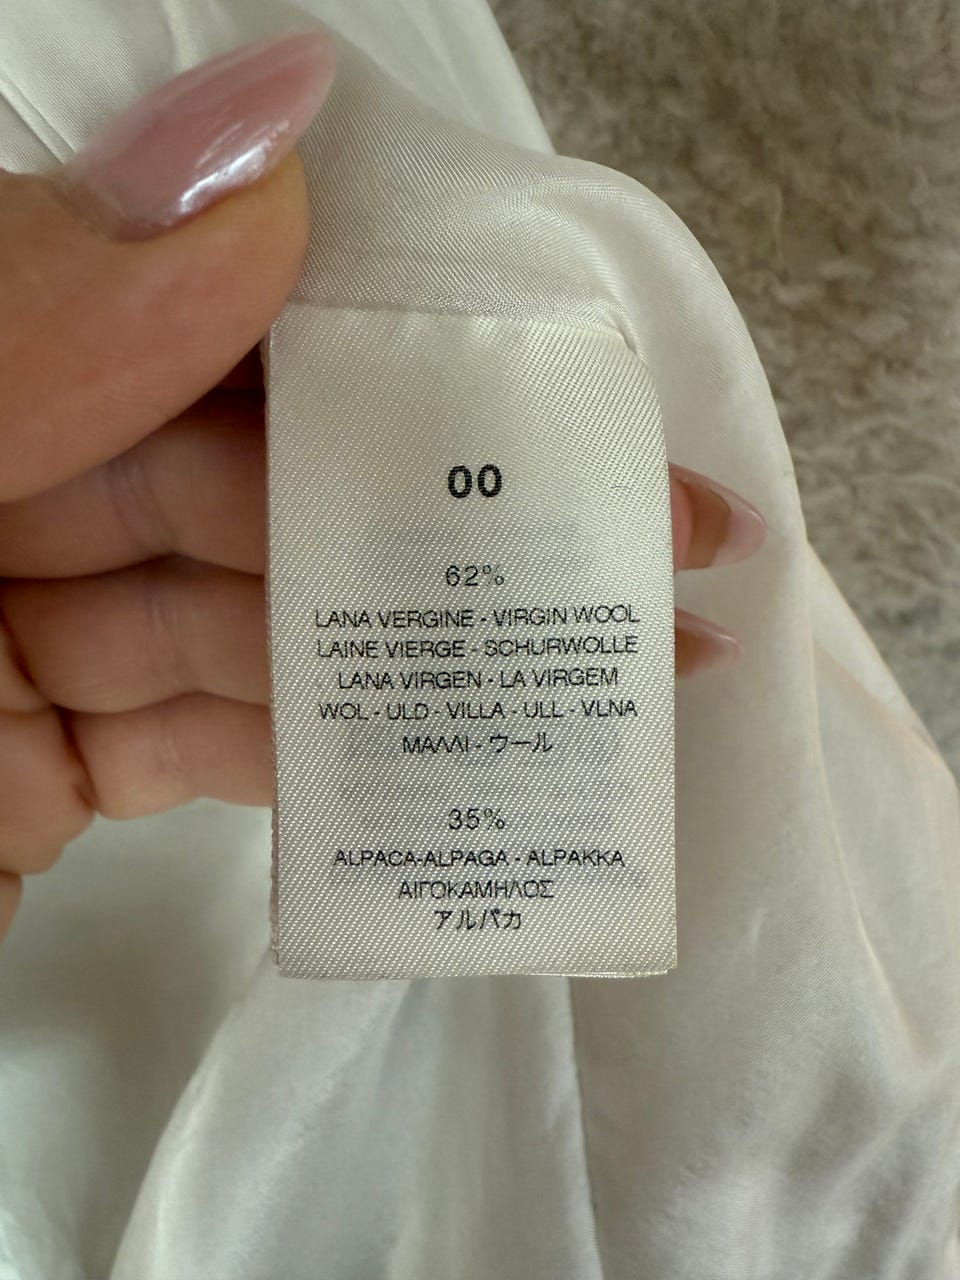 00
62%
LANA VERGINE - VIRGIN WOOL
LAINE VIERGE - SCHURWOLLE
LANA VIRGEN - LA VIRGEM
WOL - ULD - VILLA - ULL - VLNA
ΜΑΛΛΙ - ウール
35%
ALPACA-ALPAGA - ALPAKKA
ΑΙΓΟΚΑΜΗΛΟΣ
アルパカ